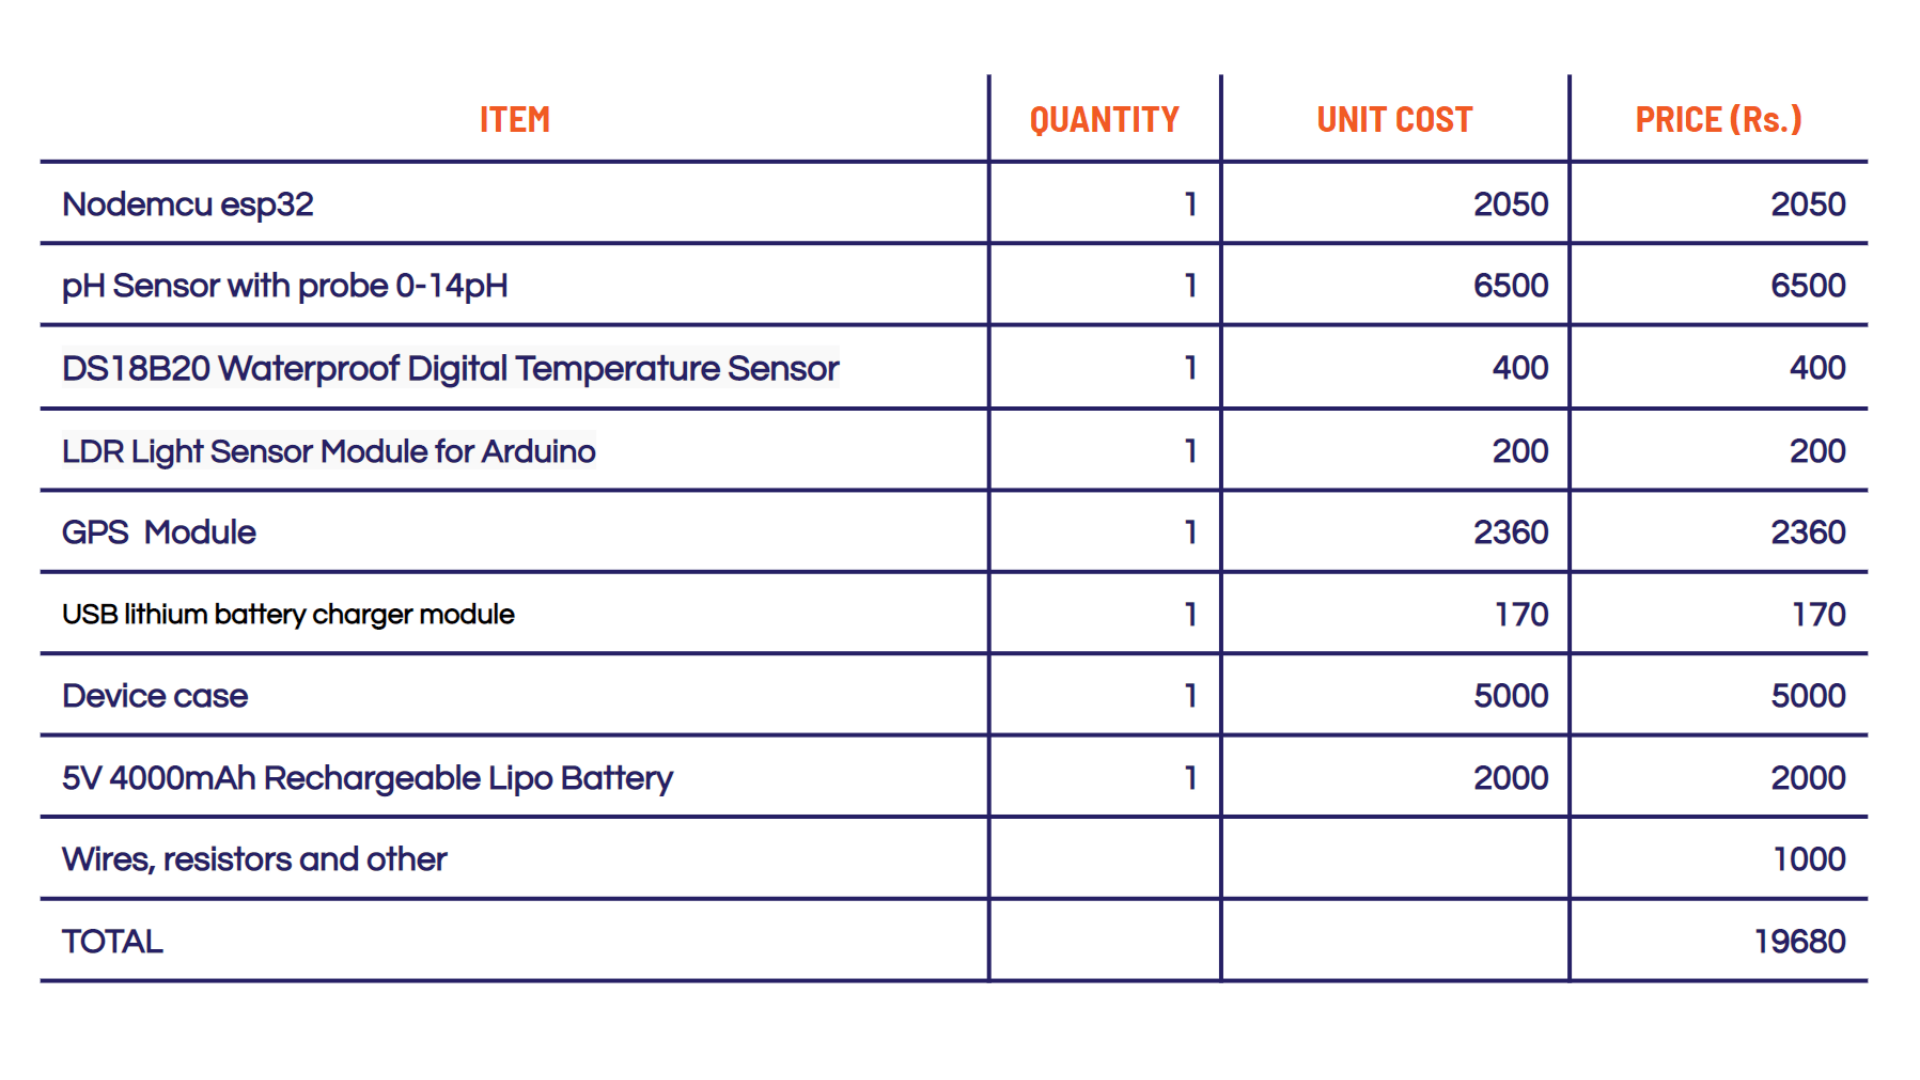 ITEM QUANTITY UNIT COST PRICE (Rs.)
Nodemcu esp32 1 2050 2050
pH Sensor with probe 0-14pH 1 6500 6500
DS18B20 Waterproof Digital Temperature Sensor 1 400 400
LDR Light Sensor Module for Arduino 1 200 200
GPS  Module 1 2360 2360
USB lithium battery charger module 1 170 170
Device case 1 5000 5000
5V 4000mAh Rechargeable Lipo Battery 1 2000 2000
Wires, resistors and other 1000
TOTAL 19680